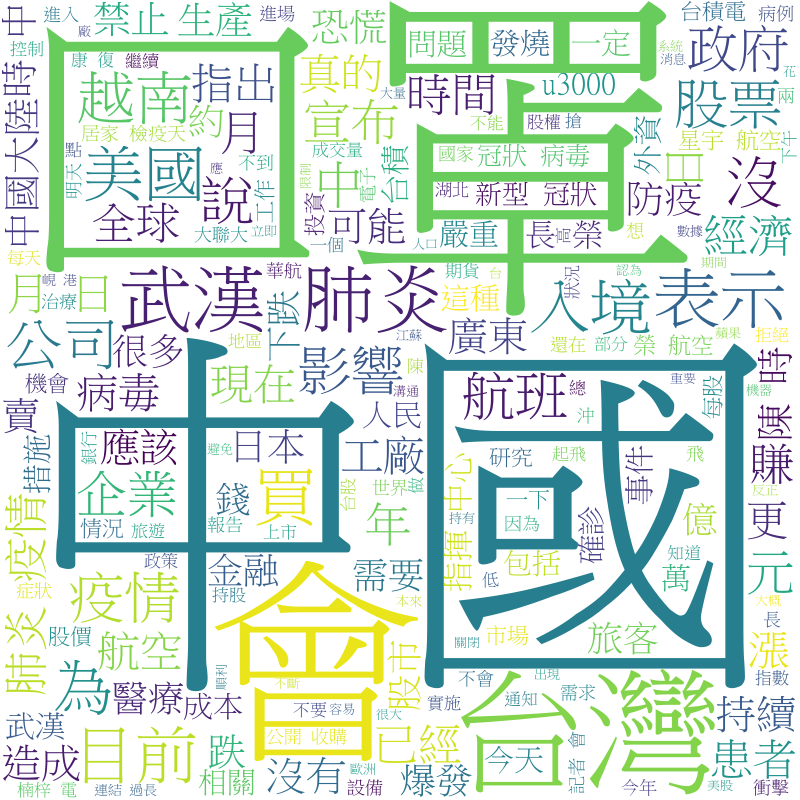 進入
廠
禁止 生產
進場
恐慌
問題
發燒
一定
台積電
病例
政府
系統
消息
花
中國大陸時中
控制
康 復
繼續
越南
指出
真的
大量
單
時間
u3000
股票
兩
點
居家 檢疫天
約
宣布
不能
股權
搶
外資
星宇 航空
下午
明天
美國
應
不到
月
成交量
國家
冠狀 病毒
日
沒
全球
說
工作
中
台積
電子
限制
湖北
新型 冠狀
防疫
數據
每天
大聯大
立即
投資
一個
可能
嚴重
長榮
高
人口
想
經濟
峴 港
月 日
治療
武漢 肺炎
華航
期貨
台
狀況
認為
入境
期間
表示
公司
很多
下跌
這種
地區
江蘇
廣東
還在
部分
榮 航空
蘋果
拒絕
機會
影響
陳
溝通
航班
總
沖
每股
重要
機器
陳 時
賣
病毒
現在
人民
措施
銀行
應該
避免
日本
工廠
起飛
飛
反正
賺
疫情
企業
買
錢
台股
世界
做
研究
中心
事件
情況
旅遊
報告
上市
年
持有
一下
因為
確診
億
更
肺炎
症狀
政策
疫情
金融
持股
會
需要
本來
指揮
包括
低
萬
知道
元
大概
股價
航空
股市
關閉
市場
旅客
長
漲
中國
武漢
為
醫療
成本
順利
不斷
不要
容易
很大
實施
不會
通知
出現
需求
台灣
指數
持續
造成
目前
跌
相關
公開 收購
沒有
歐洲
已經
設備
爆發
今天
記者 會
今年
美股
患者
衝擊
楠梓 電
連結
過長